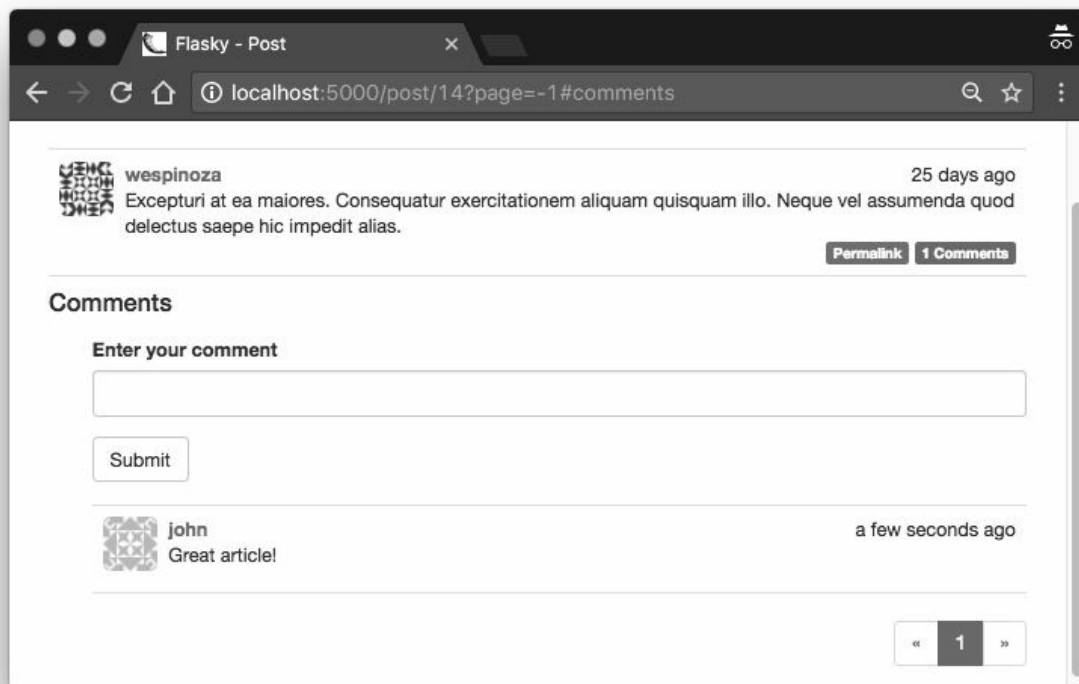 Flasky - Post
localhost:5000/post/14?page=-1#comments
wespinoza 25 days ago
Excepturi at ea maiores. Consequatur exercitationem aliquam quisquam illo. Neque vel assumenda quod
delectus saepe hic impedit alias.
Permalink 1 Comments
Comments
Enter your comment
Submit
john a few seconds ago
Great article!
« 1 »